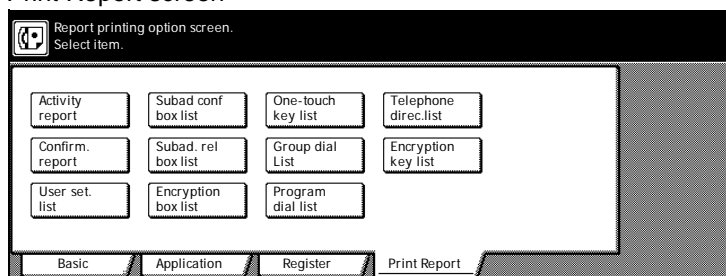 Print Report screen
Report printing option screen.
Select item.
Activity
report
Subad conf
box list
One-touch
key list
Telephone
direc.list
Confirm.
report
Subad. rel
box list
Group dial
List
Encryption
key list
User set.
list
Encryption
box list
Program
dial list
Basic
Application
Register
Print Report